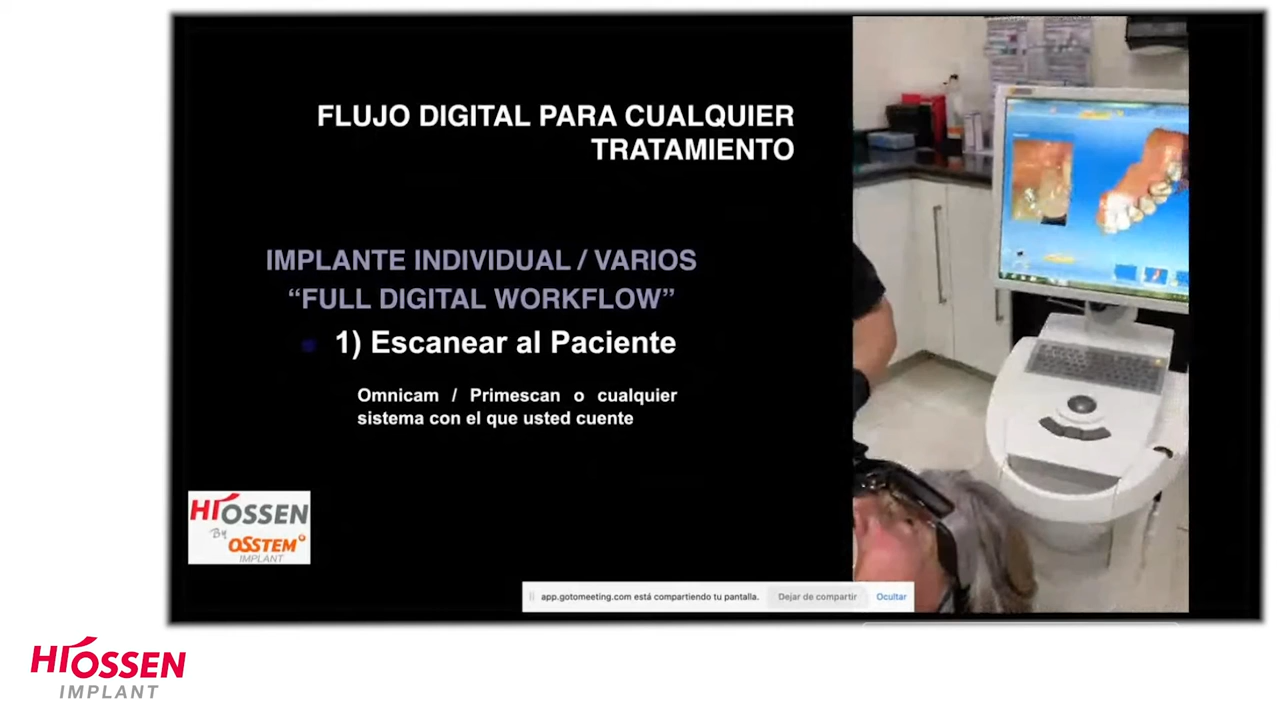 FLUJO DIGITAL PARA CUALQUIER
TRATAMIENTO
IMPLANTE INDIVIDUAL / VARIOS
“FULL DIGITAL WORKFLOW”
1) Escanear al Paciente
Omnicam / Primescan o cualquier
sistema con el que usted cuente
HIOSSEN
By
OSSTEM
IMPLANT
app.gotomeeting.com está compartiendo tu pantalla.
Dejar de compartir
Ocultar
HIOSSEN
IMPLANT